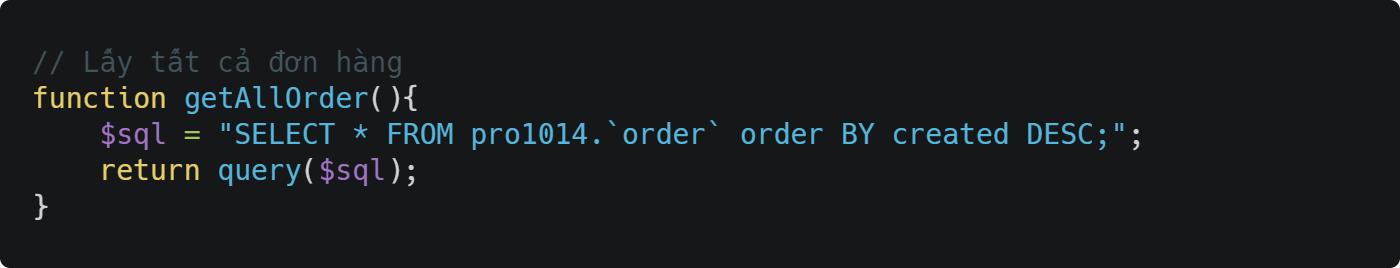 // Lấy tất cả đơn hàng
function getAllOrder(){
    $sql = "SELECT * FROM pro1014.`order` order BY created DESC;";
    return query($sql);
}